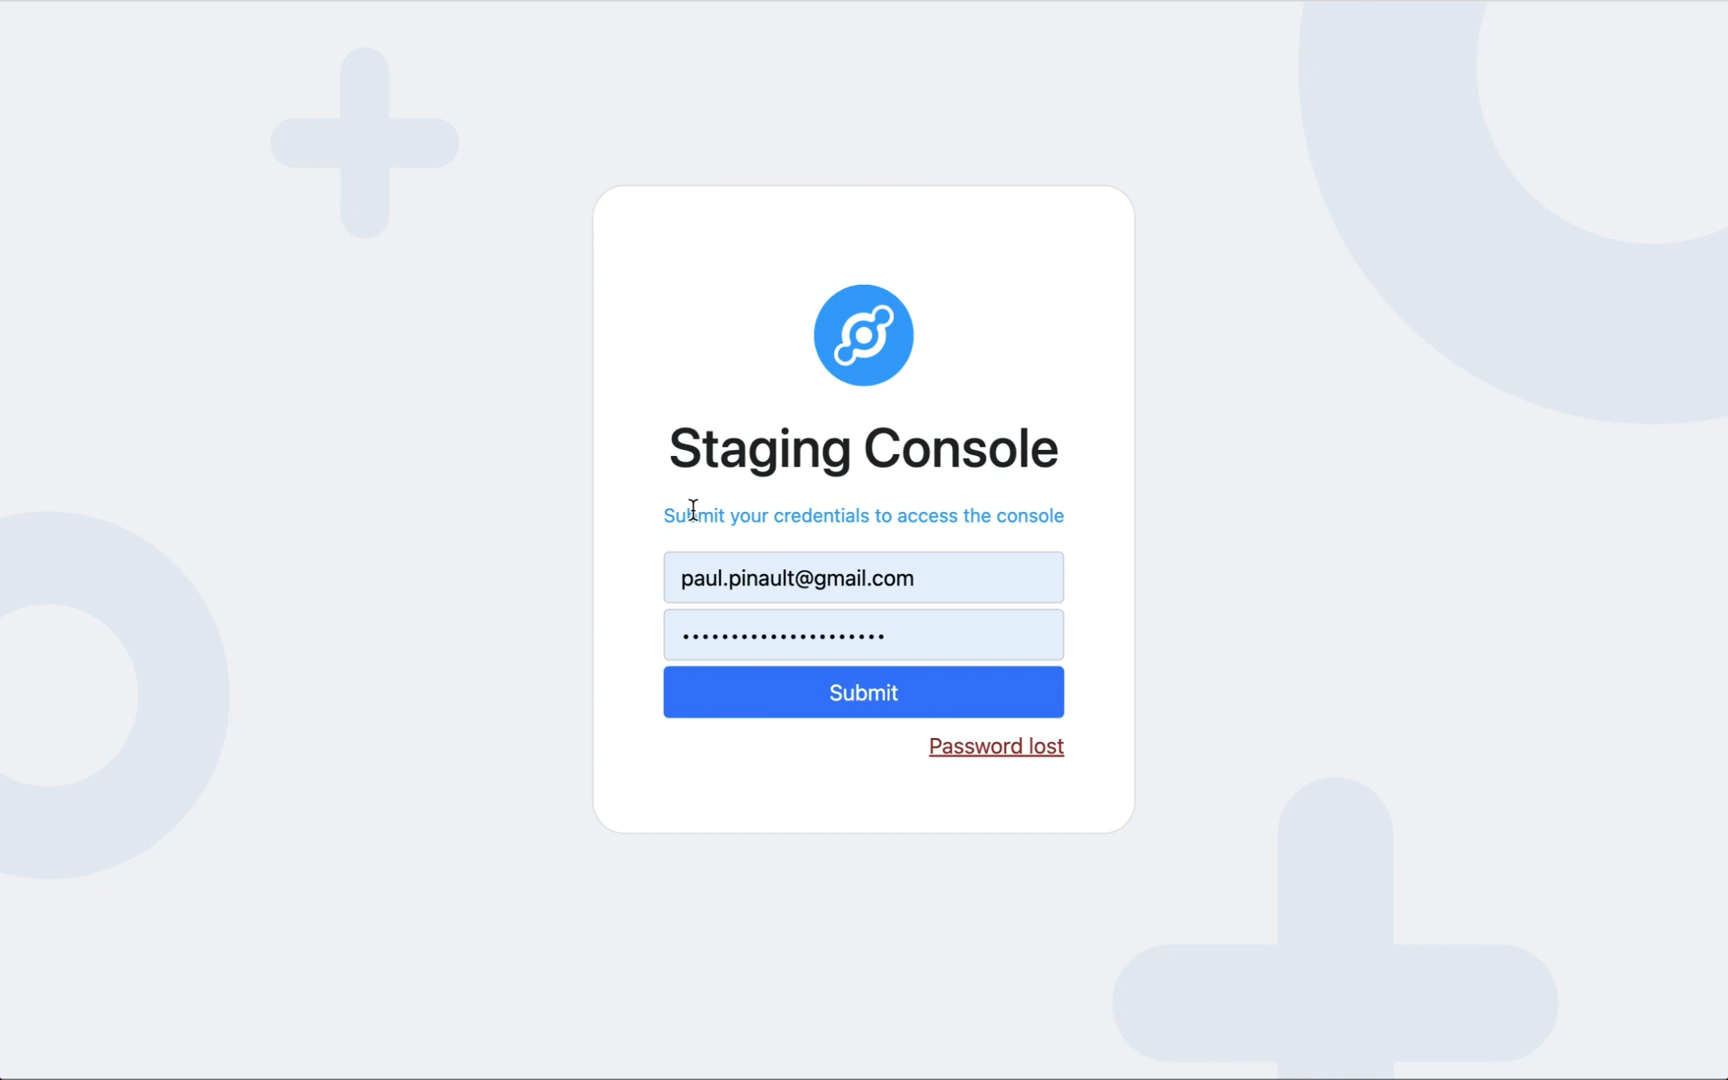 Staging Console
Submit your credentials to access the console
paul.pinault@gmail.com
•••••••••••••••••••••
Submit
Password lost